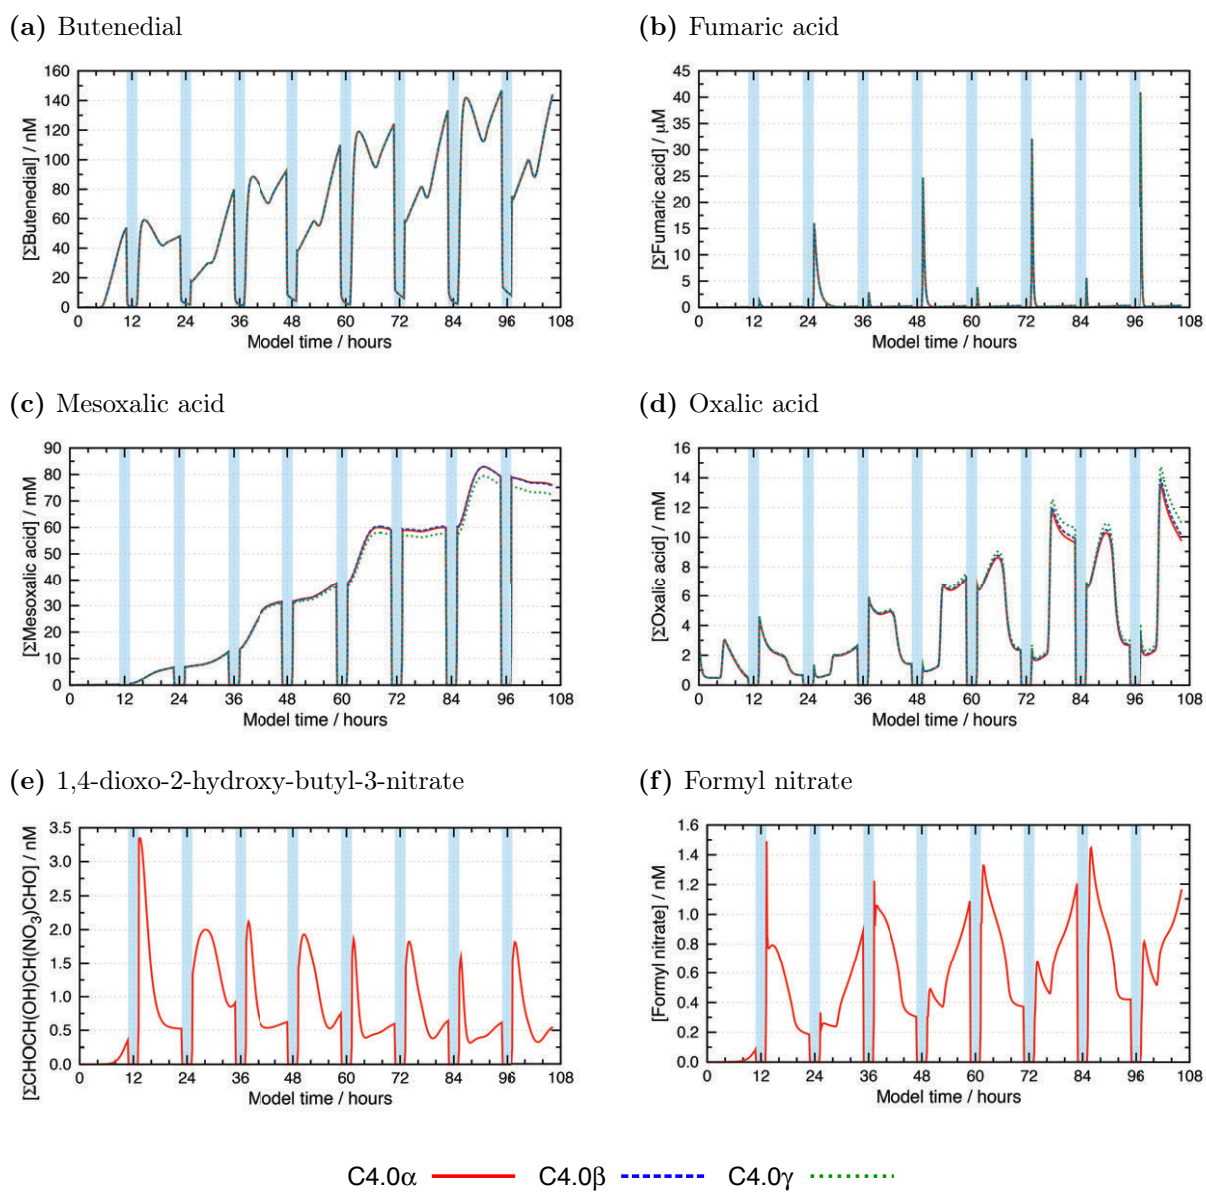 (a) Butenedial
160
140
120
100
80
60
40
20
0
0 12 24 36 48 60 72 84 96 108
[ΣButenedial] / nM
Model time / hours
(b) Fumaric acid
45
40
35
30
25
20
15
10
5
0
0 12 24 36 48 60 72 84 96 108
[ΣFumaric acid] / µM
Model time / hours
(c) Mesoxalic acid
90
80
70
60
50
40
30
20
10
0
0 12 24 36 48 60 72 84 96 108
[ΣMesoxalic acid] / mM
Model time / hours
(d) Oxalic acid
16
14
12
10
8
6
4
2
0
0 12 24 36 48 60 72 84 96 108
[ΣOxalic acid] / mM
Model time / hours
(e) 1,4-dioxo-2-hydroxy-butyl-3-nitrate
3.5
3.0
2.5
2.0
1.5
1.0
0.5
0.0
0 12 24 36 48 60 72 84 96 108
[ΣCHOCH(OH)CH(NO₃)CHO] / nM
Model time / hours
(f) Formyl nitrate
1.6
1.4
1.2
1.0
0.8
0.6
0.4
0.2
0.0
0 12 24 36 48 60 72 84 96 108
[Formyl nitrate] / nM
Model time / hours
C4.0α C4.0β C4.0γ